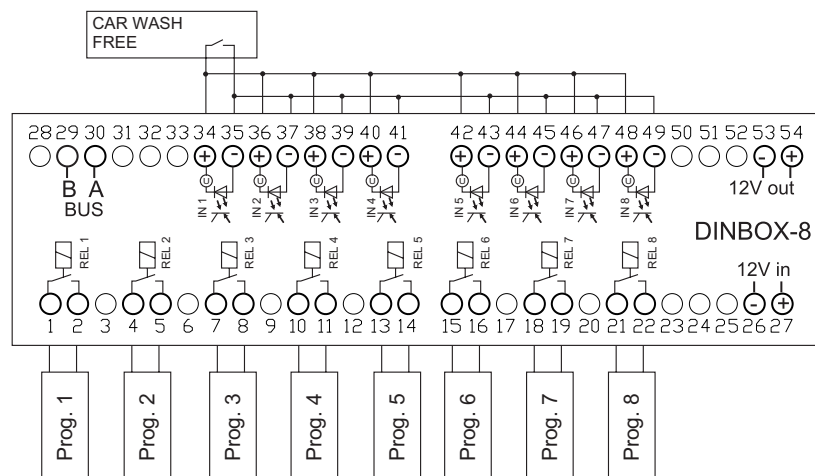 CAR WASH
FREE
28 29 30 31 32 33 34 35 36 37 38 39 40 41 42 43 44 45 46 47 48 49 50 51 52 53 54
+ - + - + - + - + - + - + - + - - +
B A
BUS
12V out
U U U U U U U U
IN 1 IN 2 IN 3 IN 4 IN 5 IN 6 IN 7 IN 8
DINBOX-8
REL 1 REL 2 REL 3 REL 4 REL 5 REL 6 REL 7 REL 8
12V in
- +
1 2 3 4 5 6 7 8 9 10 11 12 13 14 15 16 17 18 19 20 21 22 23 24 25 26 27
Prog. 1 Prog. 2 Prog. 3 Prog. 4 Prog. 5 Prog. 6 Prog. 7 Prog. 8